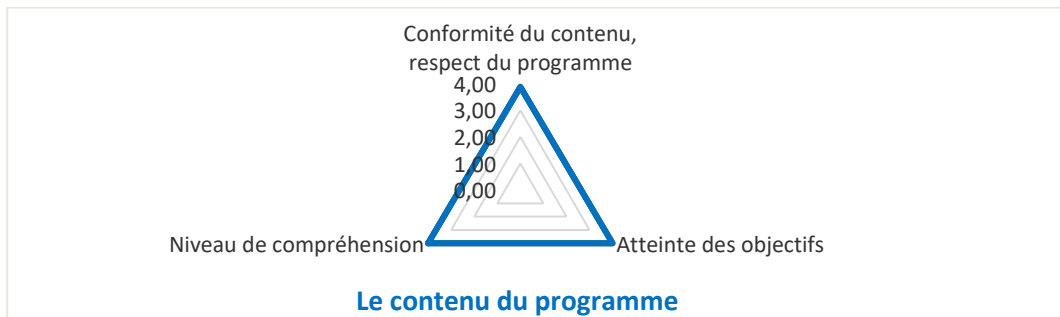 Conformité du contenu,
respect du programme
4,00
3,00
2,00
1,00
0,00
Niveau de compréhension
Atteinte des objectifs
Le contenu du programme